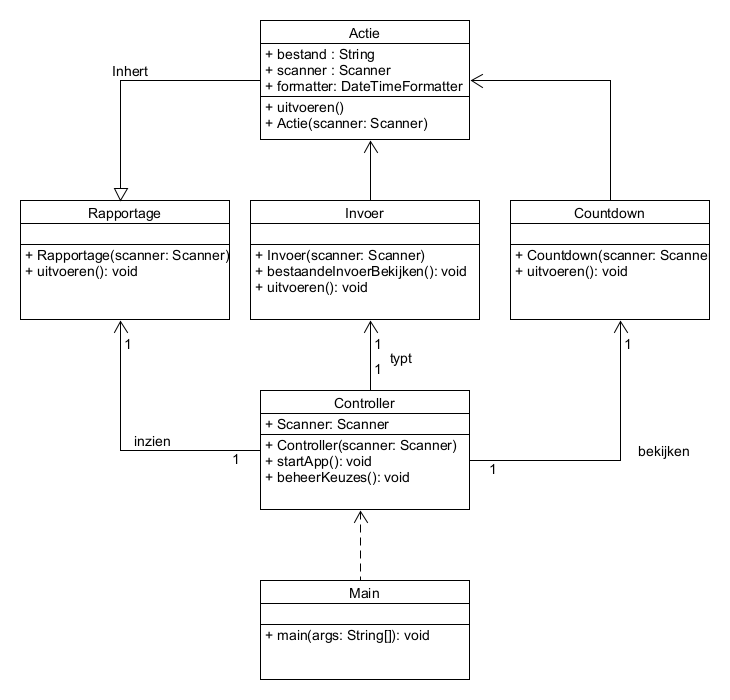 Actie
+ bestand : String
+ scanner : Scanner
+ formatter: DateTimeFormatter
+ uitvoeren()
+ Actie(scanner: Scanner)
Inhert
Rapportage
+ Rapportage(scanner: Scanner)
+ uitvoeren(): void
Invoer
+ Invoer(scanner: Scanner)
+ bestaandeInvoerBekijken(): void
+ uitvoeren(): void
Countdown
+ Countdown(scanner: Scanne
+ uitvoeren(): void
1
1
1
typt
1
Controller
+ Scanner: Scanner
+ Controller(scanner: Scanner)
+ startApp(): void
+ beheerKeuzes(): void
inzien
1
1
bekijken
Main
+ main(args: String[]): void